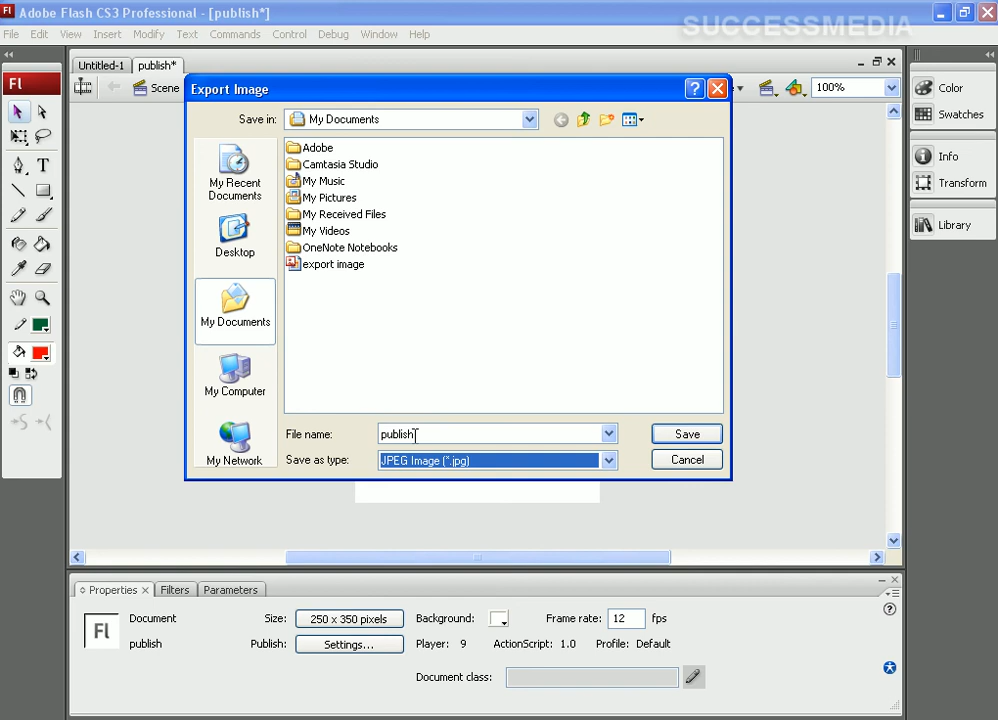 Fl Adobe Flash CS3 Professional - [publish*]
SUCCESSMEDIA
File Edit View Insert Modify Text Commands Control Debug Window Help
Untitled-1 publish*
Fl
Scene
100%
Export Image
Save in: My Documents
My Recent Documents
Desktop
My Documents
My Computer
My Network
Adobe
Camtasia Studio
My Music
My Pictures
My Received Files
My Videos
OneNote Notebooks
export image
File name: publish Save
Save as type: JPEG Image (*.jpg) Cancel
Color
Swatches
Info
Transform
Library
Properties Filters Parameters
Fl Document Size: 250 x 350 pixels Background: Frame rate: 12 fps
publish Publish: Settings... Player: 9 ActionScript: 1.0 Profile: Default
Document class: